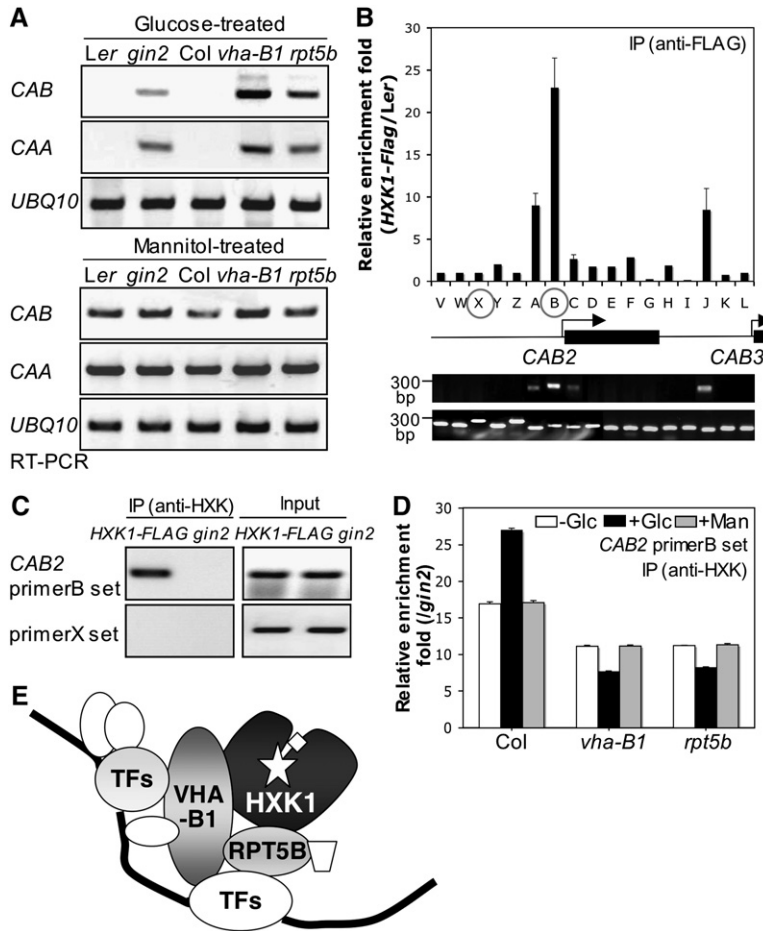 A
Glucose-treated
Ler gin2 Col vha-B1 rpt5b
CAB
CAA
UBQ10
Mannitol-treated
Ler gin2 Col vha-B1 rpt5b
CAB
CAA
UBQ10
RT-PCR
B
IP (anti-FLAG)
Relative enrichment fold
(HXK1-Flag/Ler)
30
25
20
15
10
5
0
V W X Y Z A B C D E F G H I J K L
CAB2 CAB3
300
bp
300
bp
C
IP (anti-HXK) Input
HXK1-FLAG gin2 HXK1-FLAG gin2
CAB2
primerB set
primerX set
D
Relative enrichment
fold (/gin2)
30
25
20
15
10
5
0
-Glc +Glc +Man
CAB2 primerB set
IP (anti-HXK)
Col vha-B1 rpt5b
E
TFs
VHA
-B1
HXK1
RPT5B
TFs